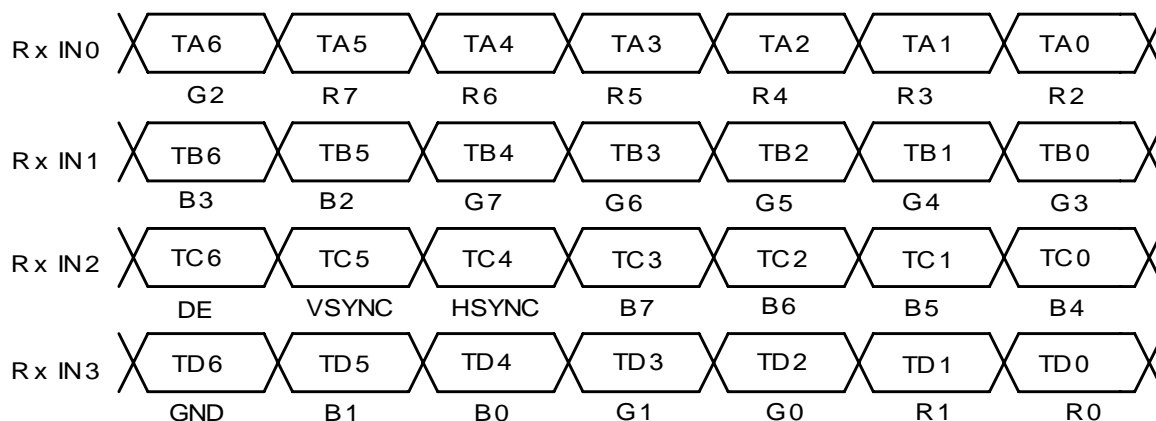 Rx IN0 TA6 TA5 TA4 TA3 TA2 TA1 TA0
G2 R7 R6 R5 R4 R3 R2
Rx IN1 TB6 TB5 TB4 TB3 TB2 TB1 TB0
B3 B2 G7 G6 G5 G4 G3
Rx IN2 TC6 TC5 TC4 TC3 TC2 TC1 TC0
DE VSYNC HSYNC B7 B6 B5 B4
Rx IN3 TD6 TD5 TD4 TD3 TD2 TD1 TD0
GND B1 B0 G1 G0 R1 R0